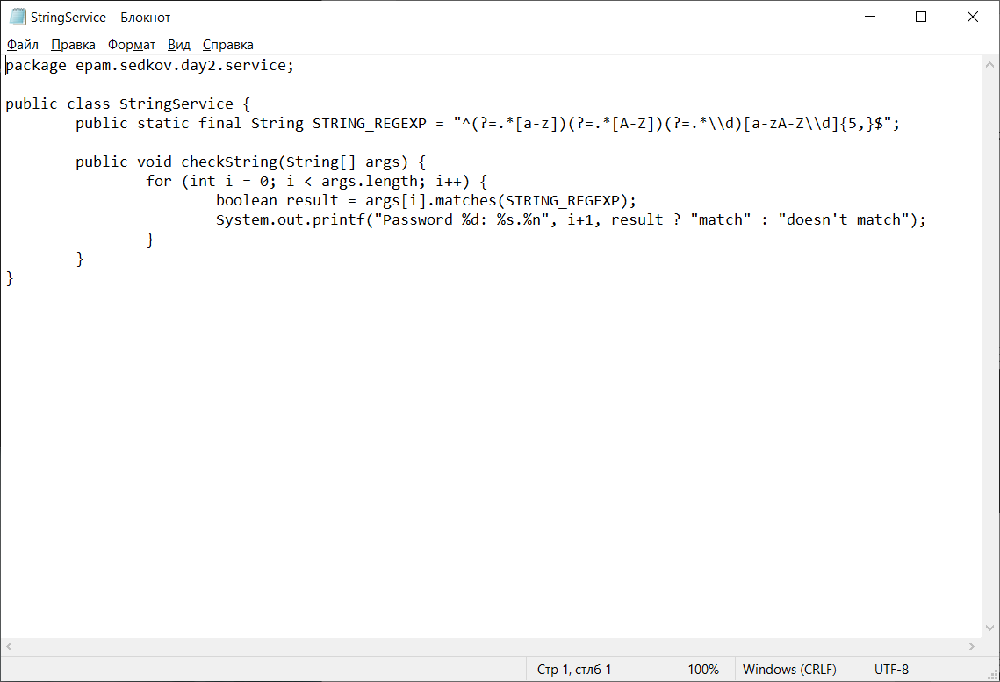 StringService – Блокнот
Файл Правка Формат Вид Справка
package epam.sedkov.day2.service;

public class StringService {
        public static final String STRING_REGEXP = "^(?=.*[a-z])(?=.*[A-Z])(?=.*\\d)[a-zA-Z\\d]{5,}$";

        public void checkString(String[] args) {
                for (int i = 0; i < args.length; i++) {
                        boolean result = args[i].matches(STRING_REGEXP);
                        System.out.printf("Password %d: %s.%n", i+1, result ? "match" : "doesn't match");
                }
        }
}
Стр 1, стлб 1 100% Windows (CRLF) UTF-8